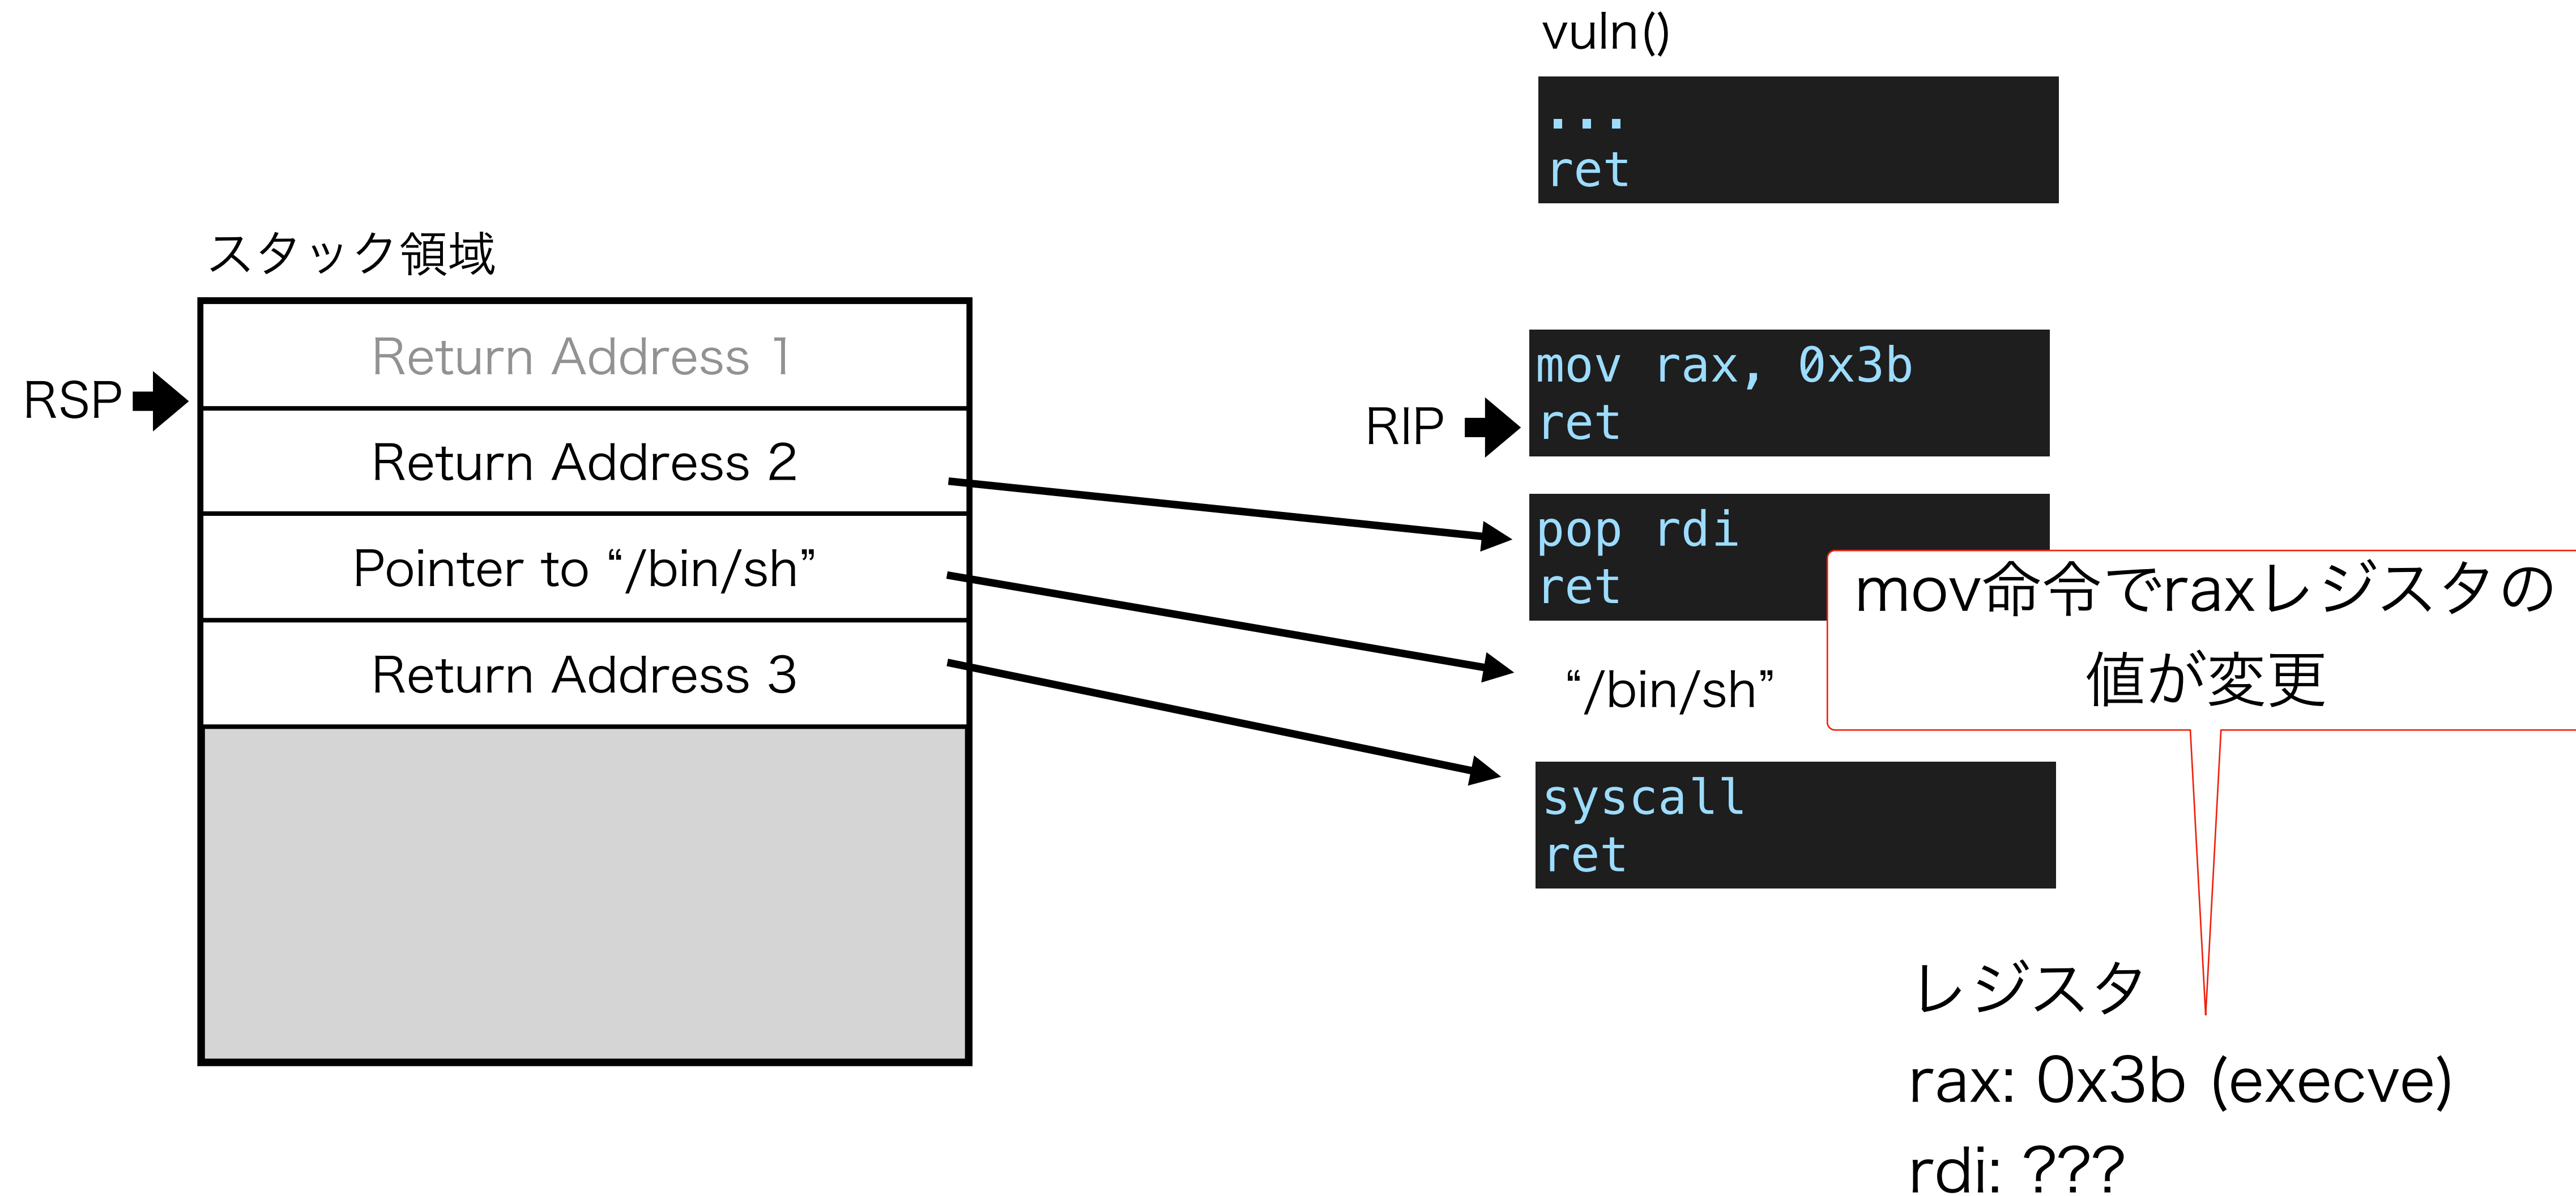 vuln()
...
ret
スタック領域
Return Address 1
RSP
Return Address 2
Pointer to “/bin/sh”
Return Address 3
mov rax, 0x3b
RIP
ret
pop rdi
ret
“/bin/sh”
syscall
ret
mov命令でraxレジスタの
値が変更
レジスタ
rax: 0x3b (execve)
rdi: ???